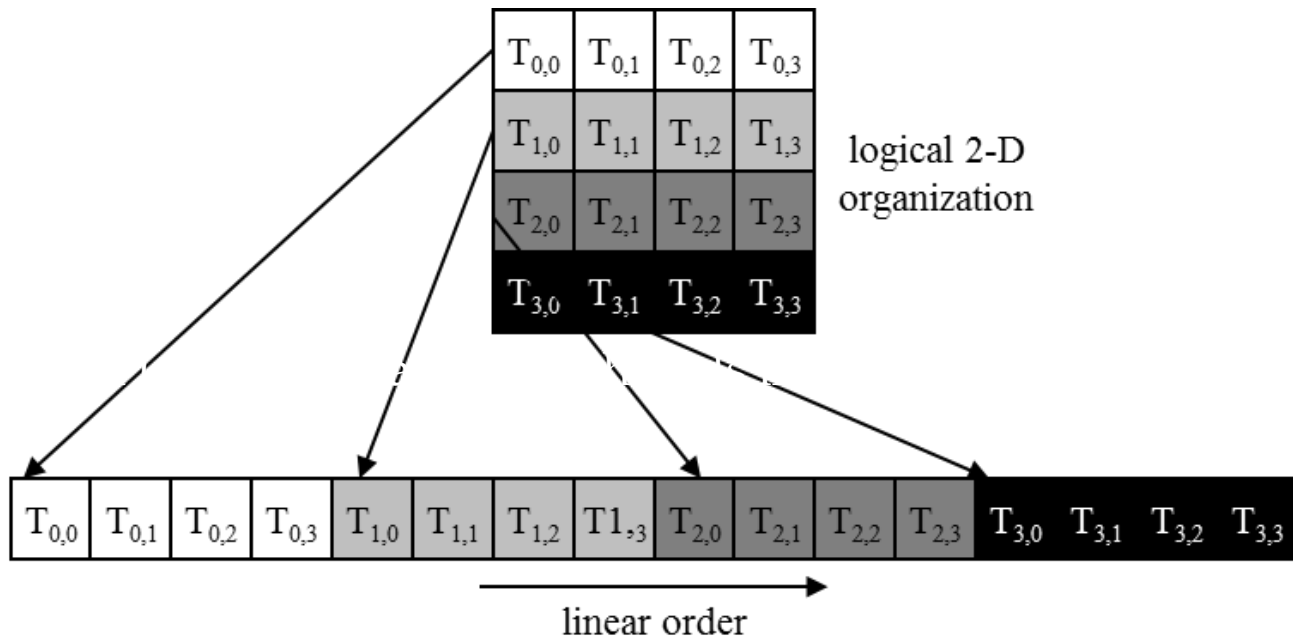 T0,0 T0,1 T0,2 T0,3
T1,0 T1,1 T1,2 T1,3
T2,0 T2,1 T2,2 T2,3
T3,0 T3,1 T3,2 T3,3
logical 2-D
organization
T0,0 T0,1 T0,2 T0,3 T1,0 T1,1 T1,2 T1,3 T2,0 T2,1 T2,2 T2,3 T3,0 T3,1 T3,2 T3,3
linear order